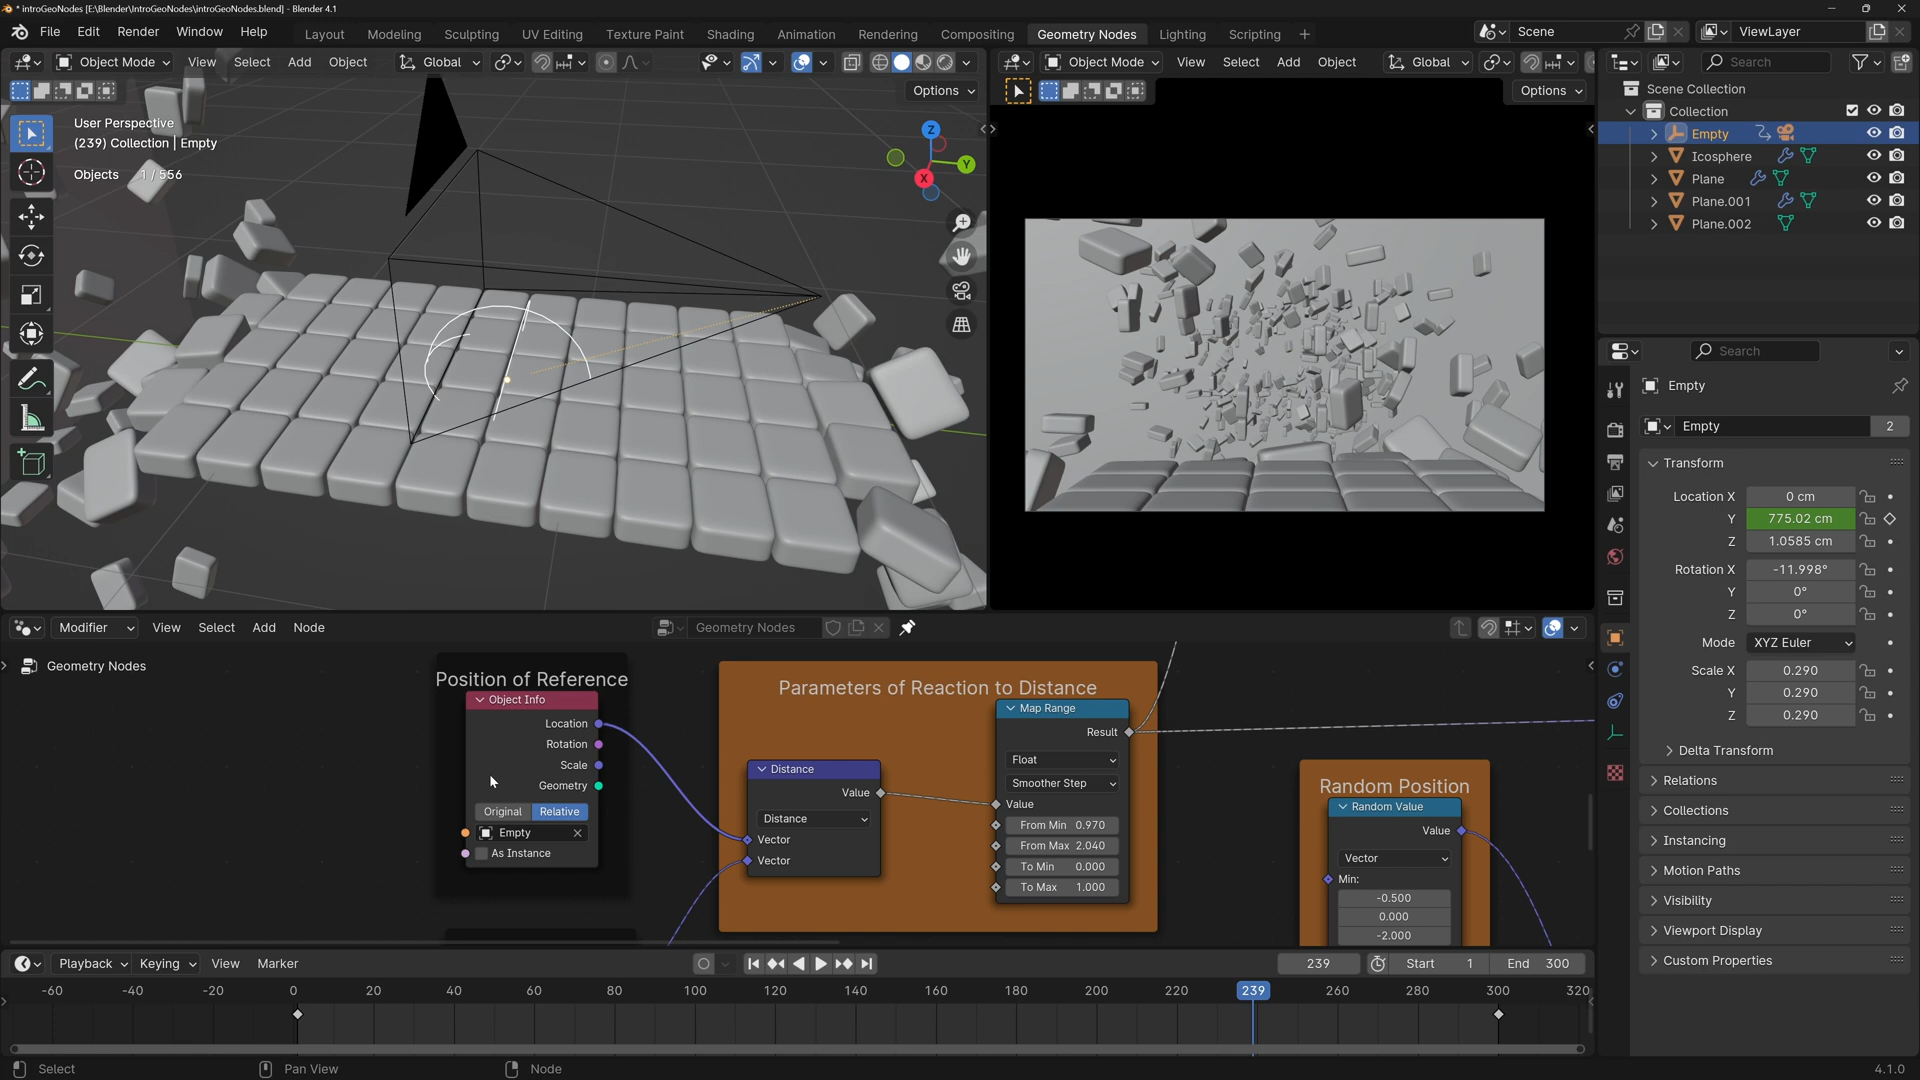 * introGeoNodes [E:\Blender\IntroGeoNodes\introGeoNodes.blend] - Blender 4.1
File Edit Render Window Help Layout Modeling Sculpting UV Editing Texture Paint Shading Animation Rendering Compositing Geometry Nodes Lighting Scripting + Scene ViewLayer
Object Mode View Select Add Object Global
Object Mode View Select Add Object Global
Search
Options
Options
Scene Collection
Collection
Empty
Icosphere
Plane
Plane.001
Plane.002
User Perspective
(239) Collection | Empty
Objects 1 / 556
Z
Y
X
Search
Empty
Empty 2
Transform
Location X 0 cm
Y 775.02 cm
Z 1.0585 cm
Rotation X -11.998°
Y 0°
Z 0°
Mode XYZ Euler
Scale X 0.290
Y 0.290
Z 0.290
Delta Transform
Relations
Collections
Instancing
Motion Paths
Visibility
Viewport Display
Custom Properties
Modifier View Select Add Node Geometry Nodes
Geometry Nodes
Position of Reference
Object Info
Location
Rotation
Scale
Geometry
Original Relative
Empty
As Instance
Parameters of Reaction to Distance
Distance
Value
Distance
Vector
Vector
Map Range
Result
Float
Smoother Step
Value
From Min 0.970
From Max 2.040
To Min 0.000
To Max 1.000
Random Position
Random Value
Value
Vector
Min:
-0.500
0.000
-2.000
Playback Keying View Marker 239 Start 1 End 300
-60 -40 -20 0 20 40 60 80 100 120 140 160 180 200 220 239 260 280 300 320
Select Pan View Node 4.1.0